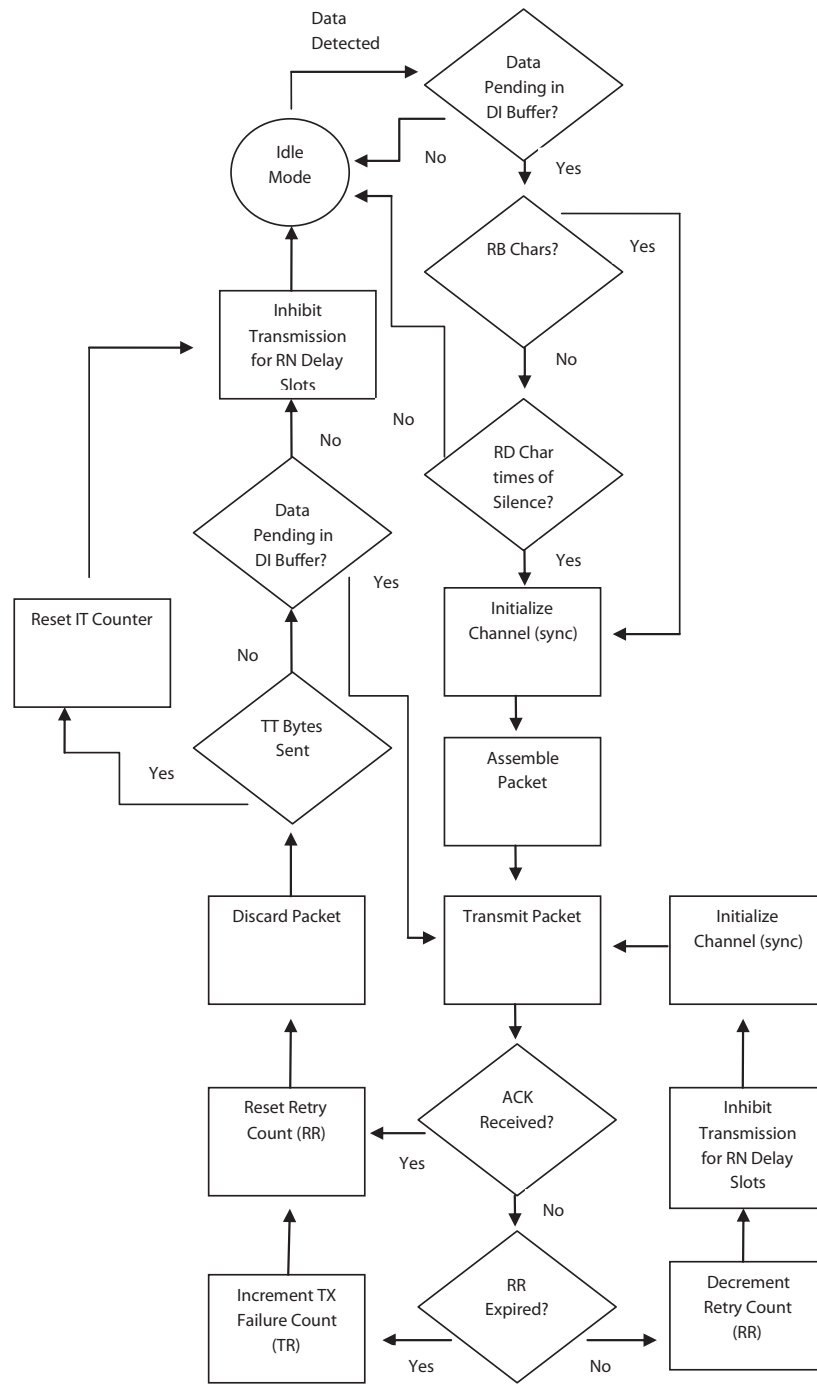 Data
Detected
Data
Pending in
DI Buffer?
Idle
Mode
No
Yes
RB Chars?
Yes
Inhibit
Transmission
for RN Delay
Slots
No
No
No
RD Char
times of
Silence?
Data
Pending in
DI Buffer?
Yes
Yes
Reset IT Counter
Initialize
Channel (sync)
No
TT Bytes
Sent
Yes
Assemble
Packet
Discard Packet
Transmit Packet
Initialize
Channel (sync)
Reset Retry
Count (RR)
ACK
Received?
Inhibit
Transmission
for RN Delay
Slots
Yes
No
Increment TX
Failure Count
(TR)
RR
Expired?
Decrement
Retry Count
(RR)
Yes
No